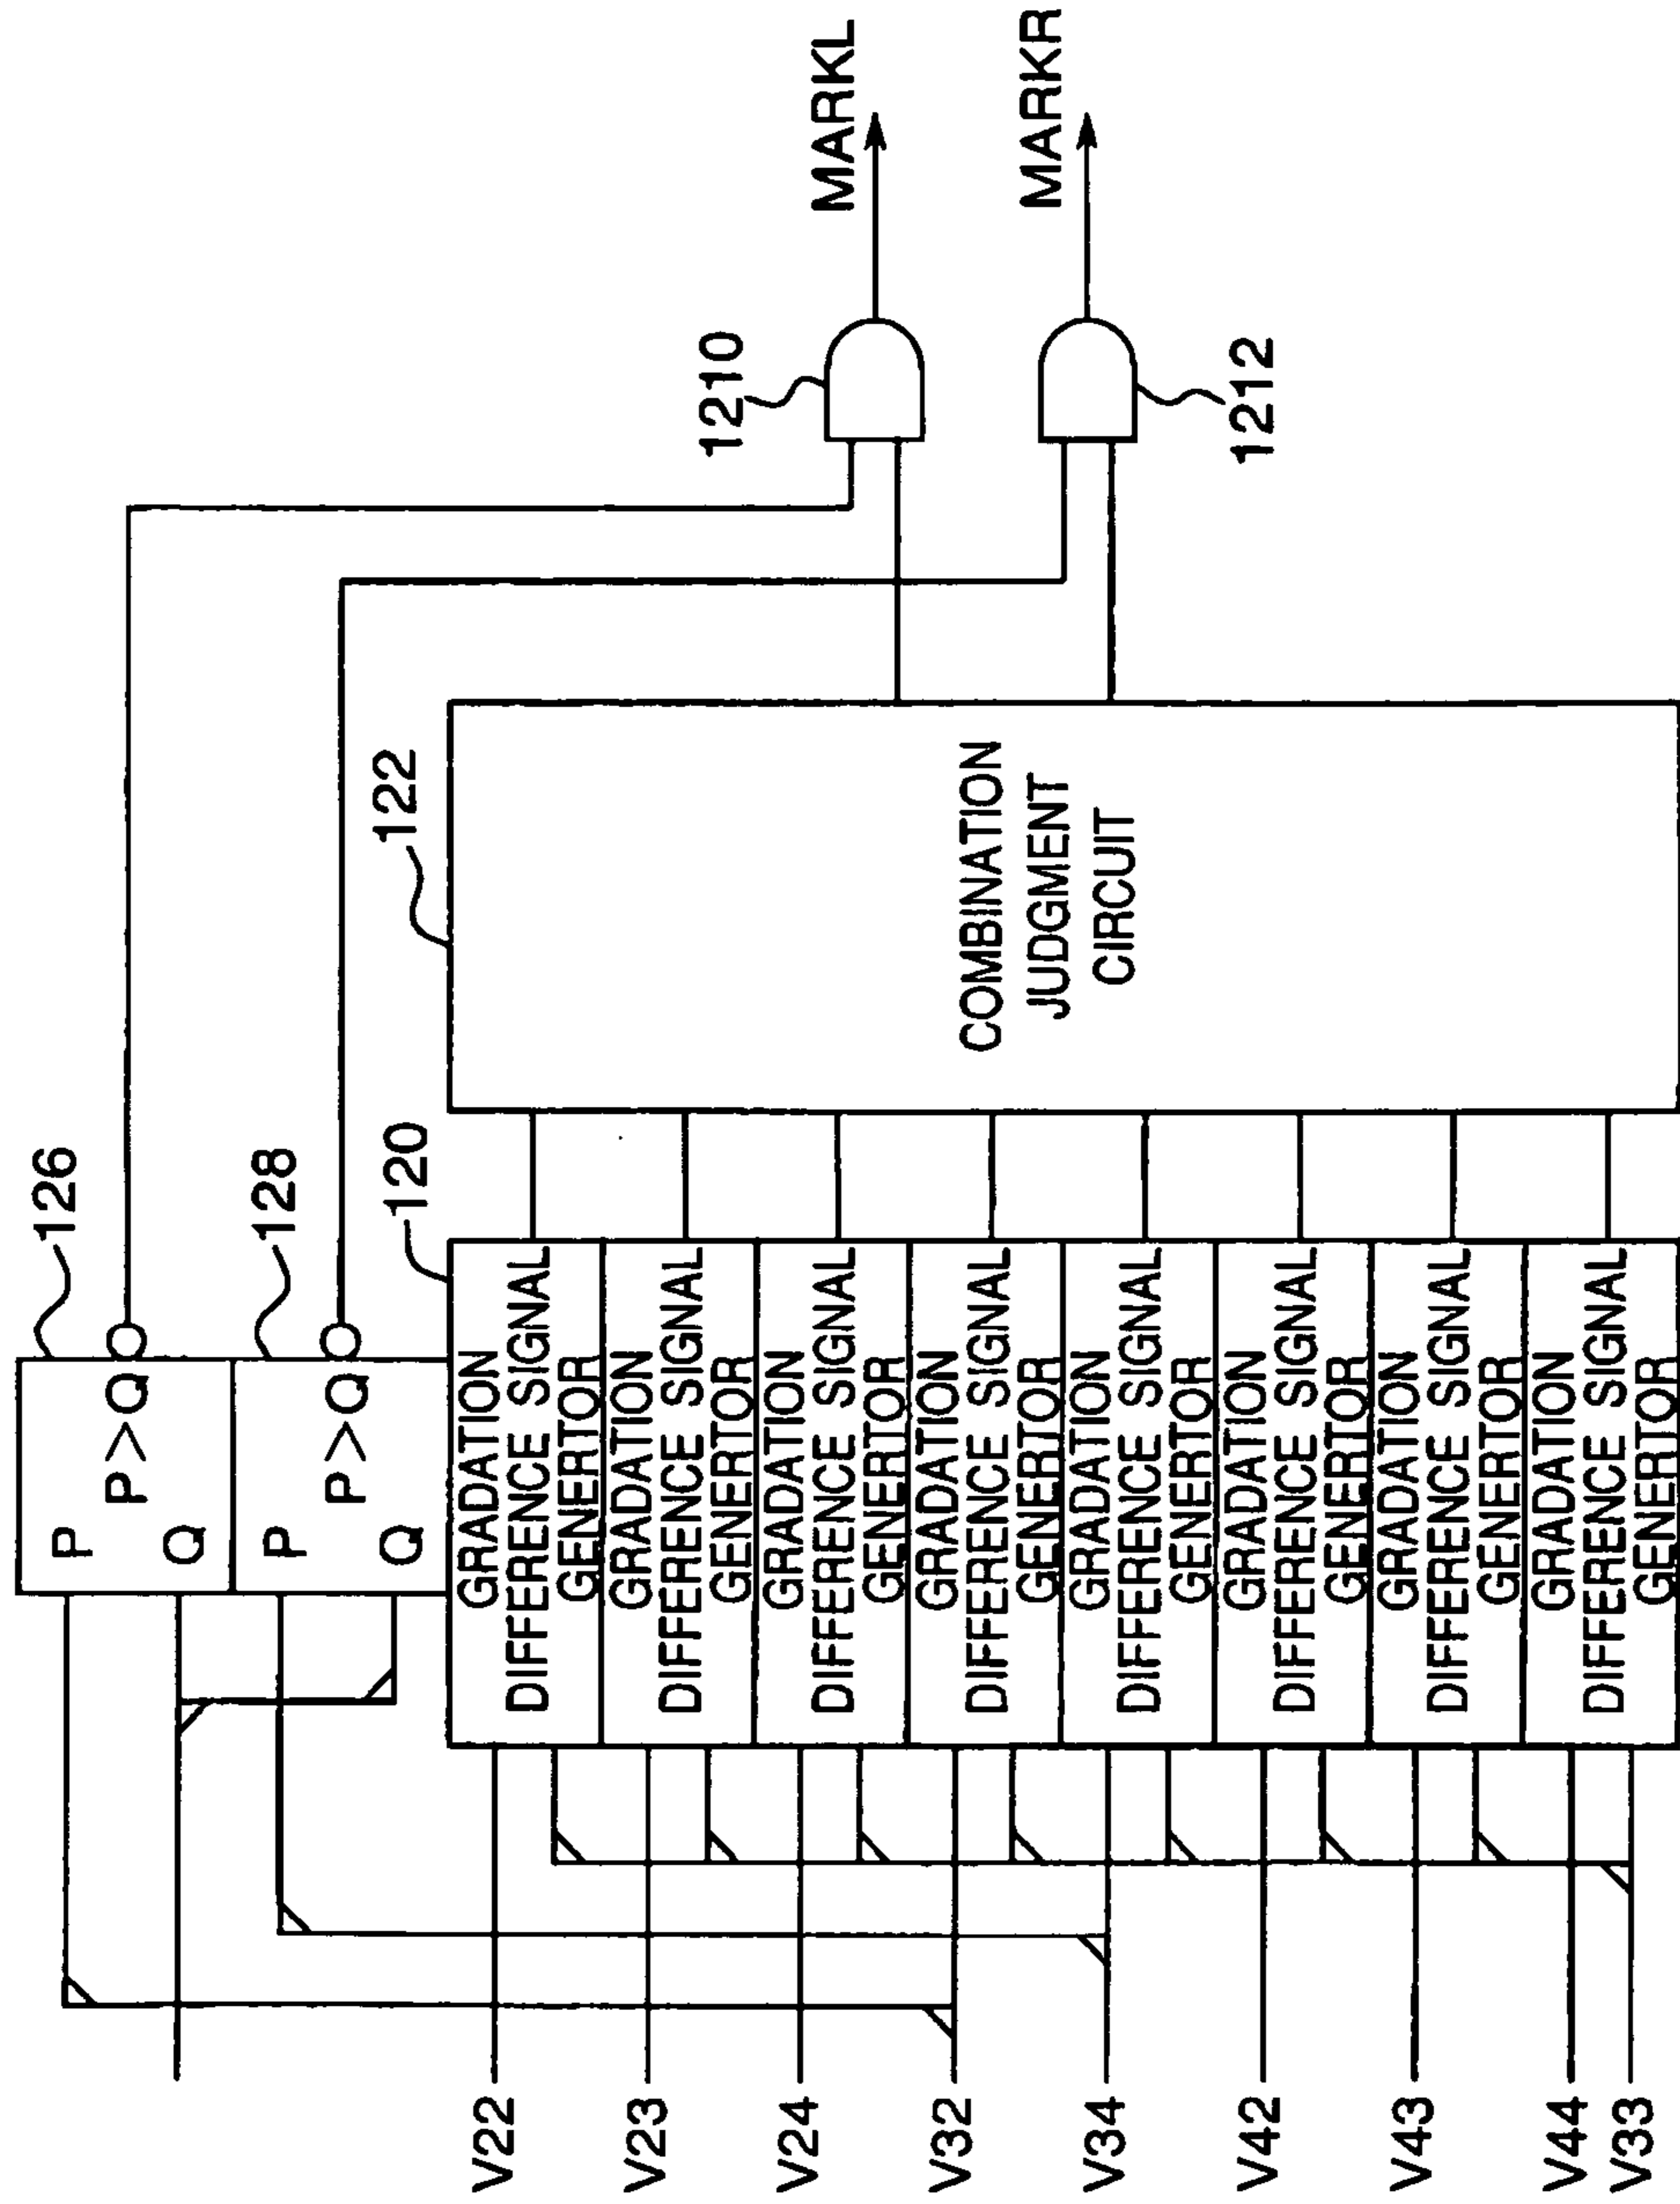 126
P
P>Q
Q
128
P
P>Q
Q
120
122
V22
V23
V24
V32
V34
V42
V43
V44
V33
GRADATION
DIFFERENCE SIGNAL
GENERTOR
GRADATION
DIFFERENCE SIGNAL
GENERTOR
GRADATION
DIFFERENCE SIGNAL
GENERTOR
GRADATION
DIFFERENCE SIGNAL
GENERTOR
GRADATION
DIFFERENCE SIGNAL
GENERTOR
GRADATION
DIFFERENCE SIGNAL
GENERTOR
GRADATION
DIFFERENCE SIGNAL
GENERTOR
GRADATION
DIFFERENCE SIGNAL
GENERTOR
COMBINATION
JUDGMENT
CIRCUIT
1210
MARKL
1212
MARKR